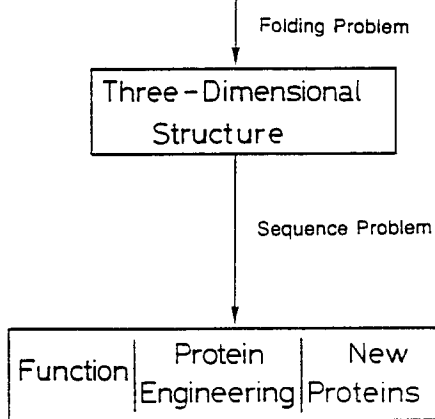 Folding Problem
Three-Dimensional
Structure
Sequence Problem
Function
Protein
Engineering
New
Proteins